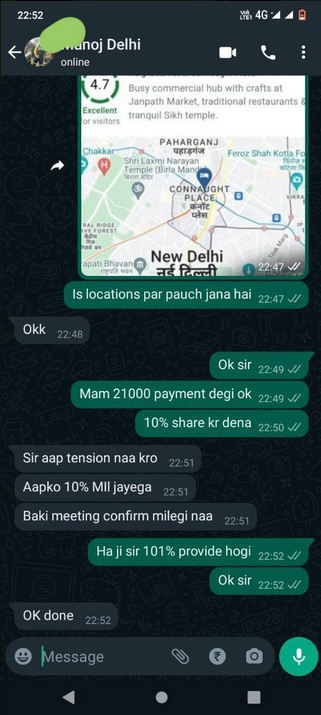 22:52
4G
Manoj Delhi
online
4.7
Excellent
for visitors
Busy commercial hub with crafts at
Janpath Market, traditional restaurants &
tranquil Sikh temple.
PAHARGANJ
पहाड़गंज
Chakkar
Shri Laxmi Narayan
Temple (Birla Mand
Feroz Shah Kotla Fo
CONNAUGHT
PLACE
कनॉट
प्लेस
VIKRA
RAL RIDGE
RVE FOREST
New Delhi
नई दिल्ली
rapati Bhavan
22:47
Is locations par pauch jana hai 22:47
Okk 22:48
Ok sir 22:49
Mam 21000 payment degi ok 22:49
10% share kr dena 22:50
Sir aap tension naa kro 22:51
Aapko 10% MIl jayega 22:51
Baki meeting confirm milegi naa 22:51
Ha ji sir 101% provide hogi 22:52
Ok sir 22:52
OK done 22:52
Message